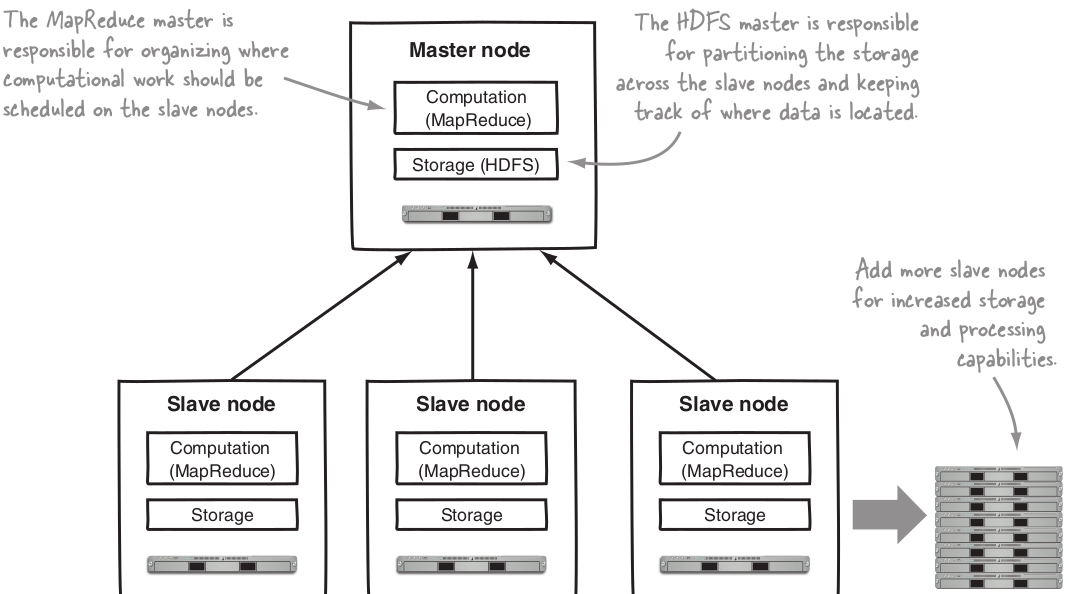 The MapReduce master is
responsible for organizing where
computational work should be
scheduled on the slave nodes.
The HDFS master is responsible
for partitioning the storage
across the slave nodes and keeping
track of where data is located.
Master node
Computation
(MapReduce)
Storage (HDFS)
Add more slave nodes
for increased storage
and processing
capabilities.
Slave node
Computation
(MapReduce)
Storage
Slave node
Computation
(MapReduce)
Storage
Slave node
Computation
(MapReduce)
Storage